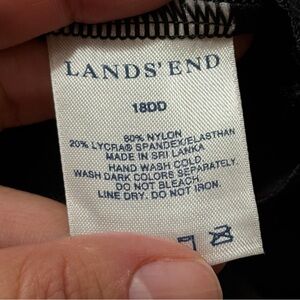 LANDS' END
18DD
80% NYLON
20% LYCRA® SPANDEX/ELASTHAN
MADE IN SRI LANKA
HAND WASH COLD
WASH DARK COLORS SEPARATELY
DO NOT BLEACH.
LINE DRY. DO NOT IRON.